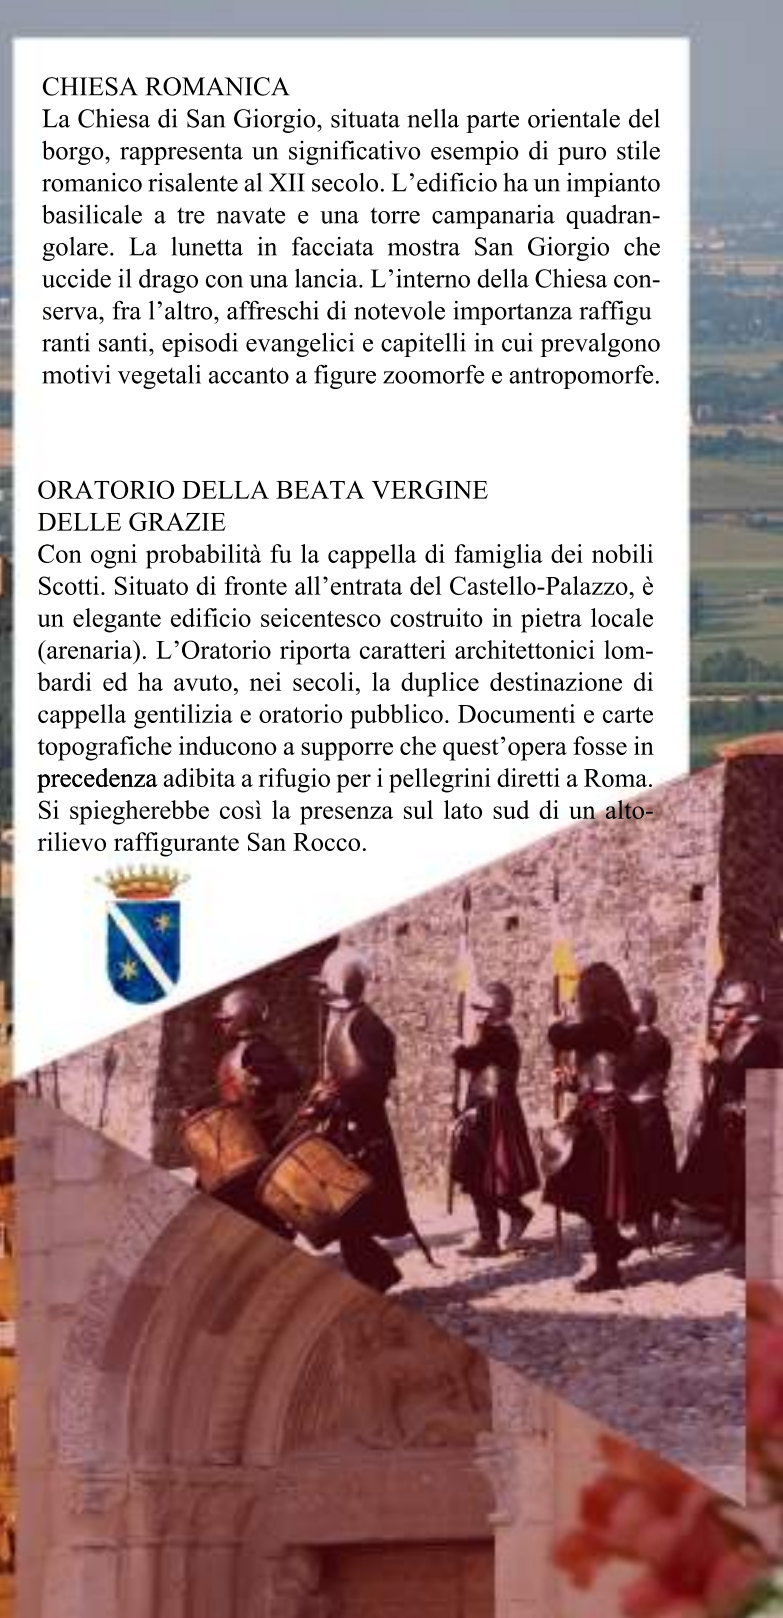 CHIESA ROMANICA
La Chiesa di San Giorgio, situata nella parte orientale del
borgo, rappresenta un significativo esempio di puro stile
romanico risalente al XII secolo. L’edificio ha un impianto
basilicale a tre navate e una torre campanaria quadran-
golare. La lunetta in facciata mostra San Giorgio che
uccide il drago con una lancia. L’interno della Chiesa con-
serva, fra l’altro, affreschi di notevole importanza raffigu
ranti santi, episodi evangelici e capitelli in cui prevalgono
motivi vegetali accanto a figure zoomorfe e antropomorfe.
ORATORIO DELLA BEATA VERGINE
DELLE GRAZIE
Con ogni probabilità fu la cappella di famiglia dei nobili
Scotti. Situato di fronte all’entrata del Castello-Palazzo, è
un elegante edificio seicentesco costruito in pietra locale
(arenaria). L’Oratorio riporta caratteri architettonici lom-
bardi ed ha avuto, nei secoli, la duplice destinazione di
cappella gentilizia e oratorio pubblico. Documenti e carte
topografiche inducono a supporre che quest’opera fosse in
precedenza adibita a rifugio per i pellegrini diretti a Roma.
Si spiegherebbe così la presenza sul lato sud di un alto-
rilievo raffigurante San Rocco.